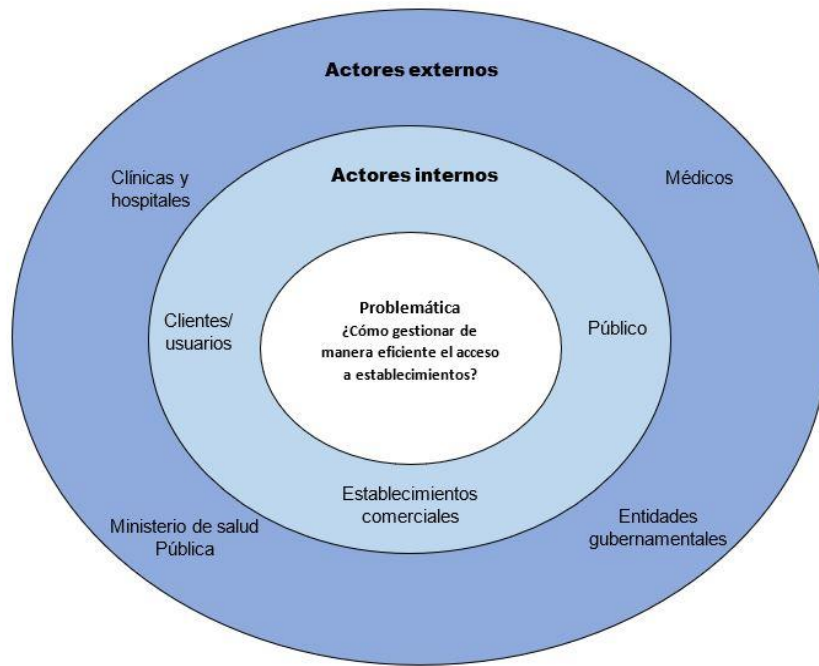 Actores externos
Clínicas y
hospitales
Médicos
Actores internos
Clientes/
usuarios
Público
Problemática
¿Cómo gestionar de
manera eficiente el acceso
a establecimientos?
Establecimientos
comerciales
Ministerio de salud
Pública
Entidades
gubernamentales